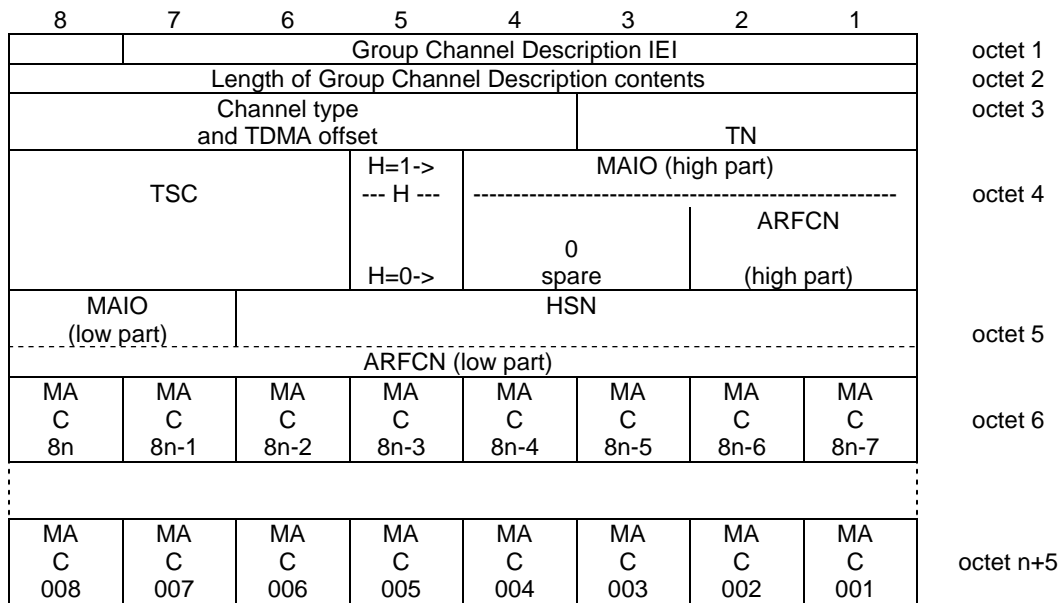 8 7 6 5 4 3 2 1
Group Channel Description IEI octet 1
Length of Group Channel Description contents octet 2
Channel type octet 3
and TDMA offset TN
H=1-> MAIO (high part)
TSC --- H --- ------------------------------------------------------ octet 4
ARFCN
0
H=0-> spare (high part)
MAIO HSN
(low part) octet 5
ARFCN (low part)
MA MA MA MA MA MA MA MA
C C C C C C C C octet 6
8n 8n-1 8n-2 8n-3 8n-4 8n-5 8n-6 8n-7
MA MA MA MA MA MA MA MA
C C C C C C C C octet n+5
008 007 006 005 004 003 002 001